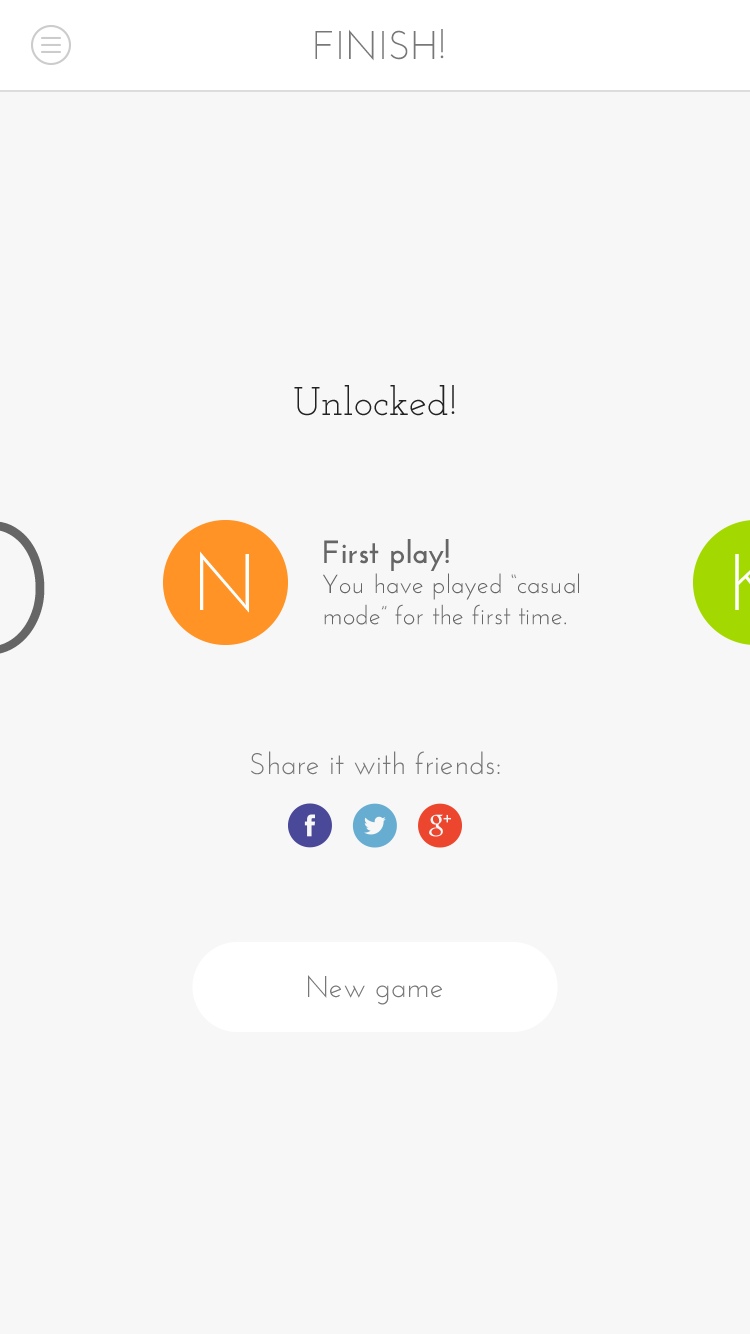 FINISH!
Unlocked!
N
First play!
You have played “casual
mode” for the first time.
K
Share it with friends:
f
g+
New game